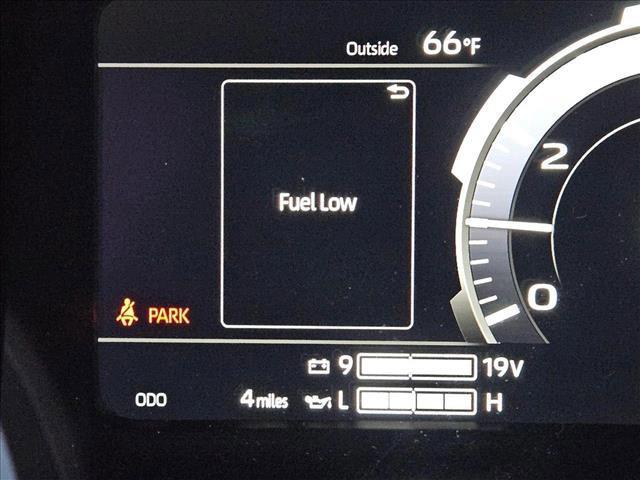 Outside 66°F
Fuel Low
2
0
PARK
9 19V
ODO 4 miles L H